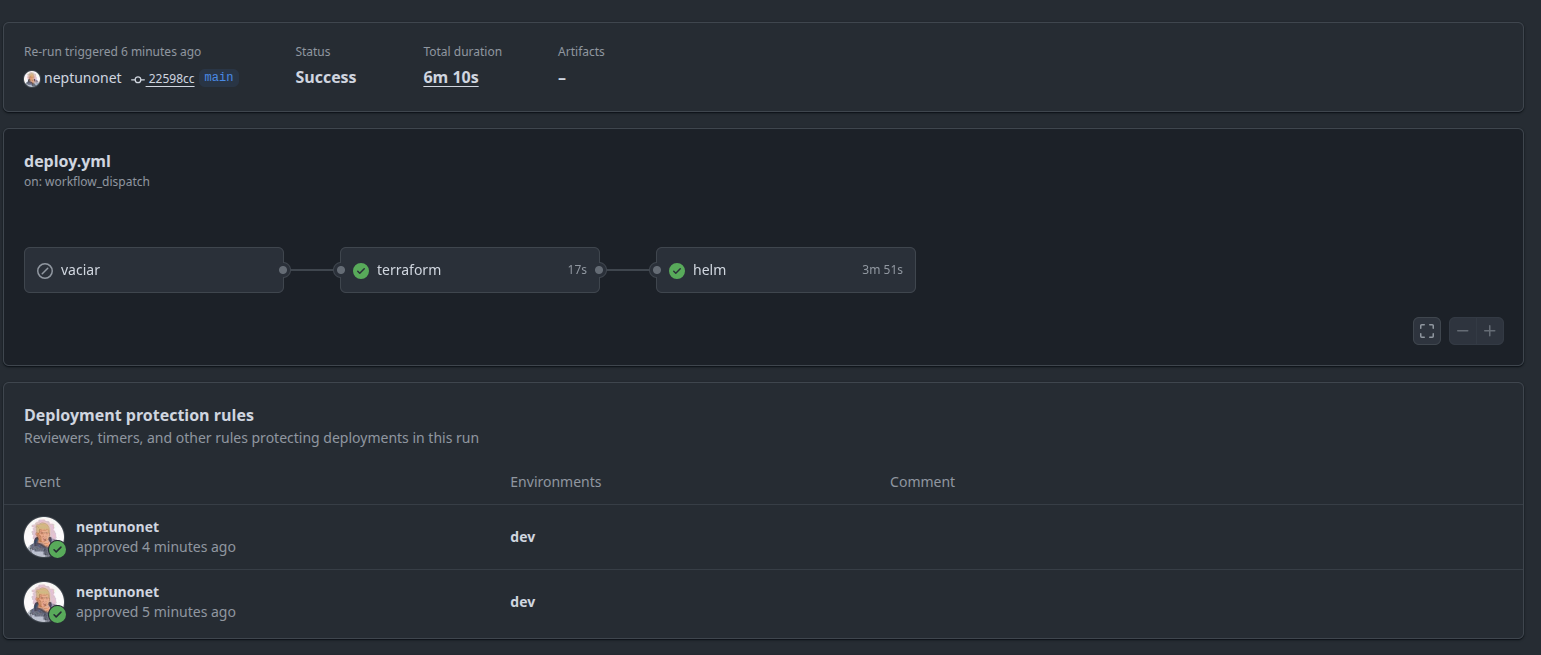 Re-run triggered 6 minutes ago
neptunonet 22598cc main
Status
Success
Total duration
6m 10s
Artifacts
–
deploy.yml
on: workflow_dispatch
vaciar
terraform 17s
helm 3m 51s
Deployment protection rules
Reviewers, timers, and other rules protecting deployments in this run
Event Environments Comment
neptunonet
approved 4 minutes ago
dev
neptunonet
approved 5 minutes ago
dev